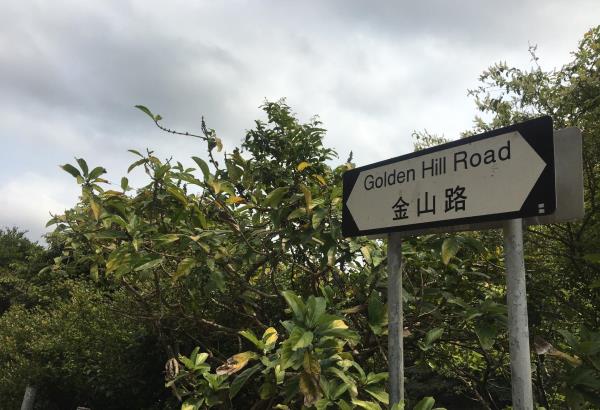 Golden Hill Road
金山路